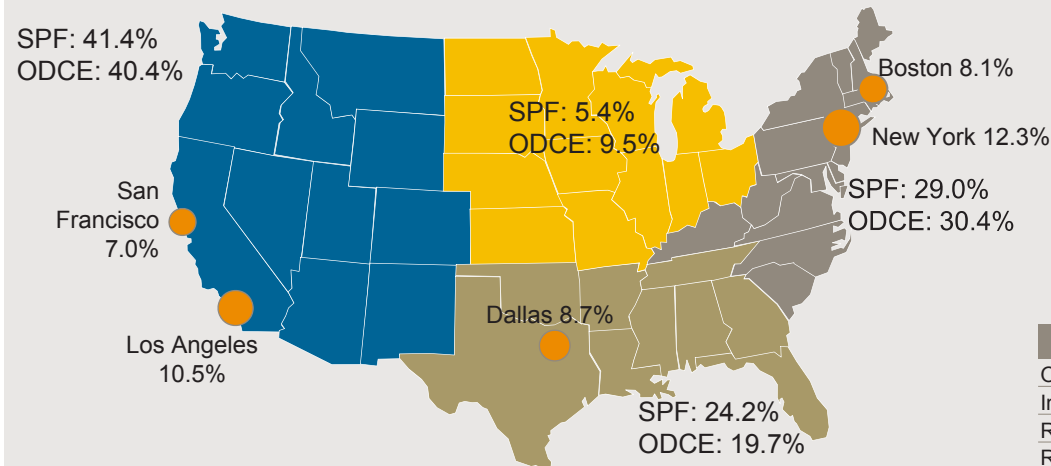 SPF: 41.4%
ODCE: 40.4%
Boston 8.1%
SPF: 5.4%
ODCE: 9.5%
New York 12.3%
San
Francisco
7.0%
SPF: 29.0%
ODCE: 30.4%
Dallas 8.7%
Los Angeles
10.5%
SPF: 24.2%
ODCE: 19.7%